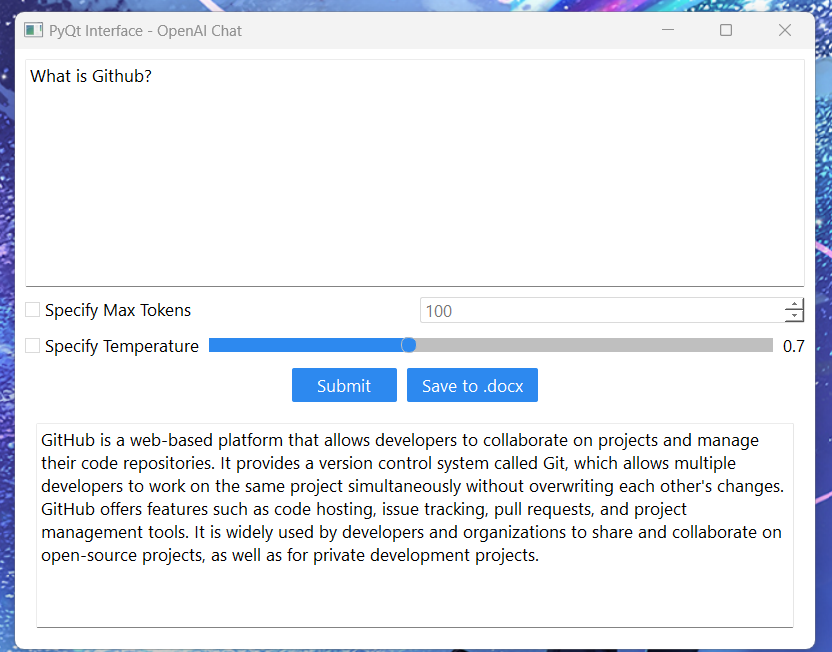 PyQt Interface - OpenAI Chat
What is Github?
Specify Max Tokens
100
Specify Temperature
0.7
Submit
Save to .docx
GitHub is a web-based platform that allows developers to collaborate on projects and manage
their code repositories. It provides a version control system called Git, which allows multiple
developers to work on the same project simultaneously without overwriting each other's changes.
GitHub offers features such as code hosting, issue tracking, pull requests, and project
management tools. It is widely used by developers and organizations to share and collaborate on
open-source projects, as well as for private development projects.